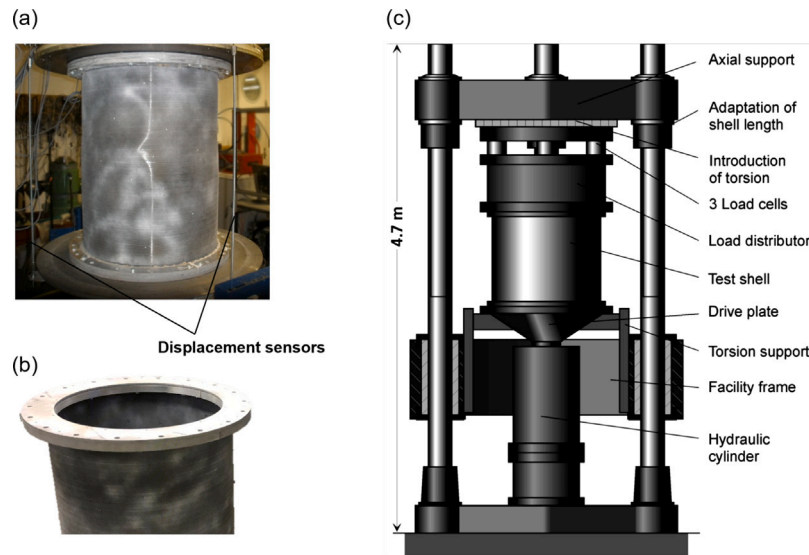 (a)
Displacement sensors
(b)
(c)
4.7 m
Axial support
Adaptation of
shell length
Introduction
of torsion
3 Load cells
Load distributor
Test shell
Drive plate
Torsion support
Facility frame
Hydraulic
cylinder